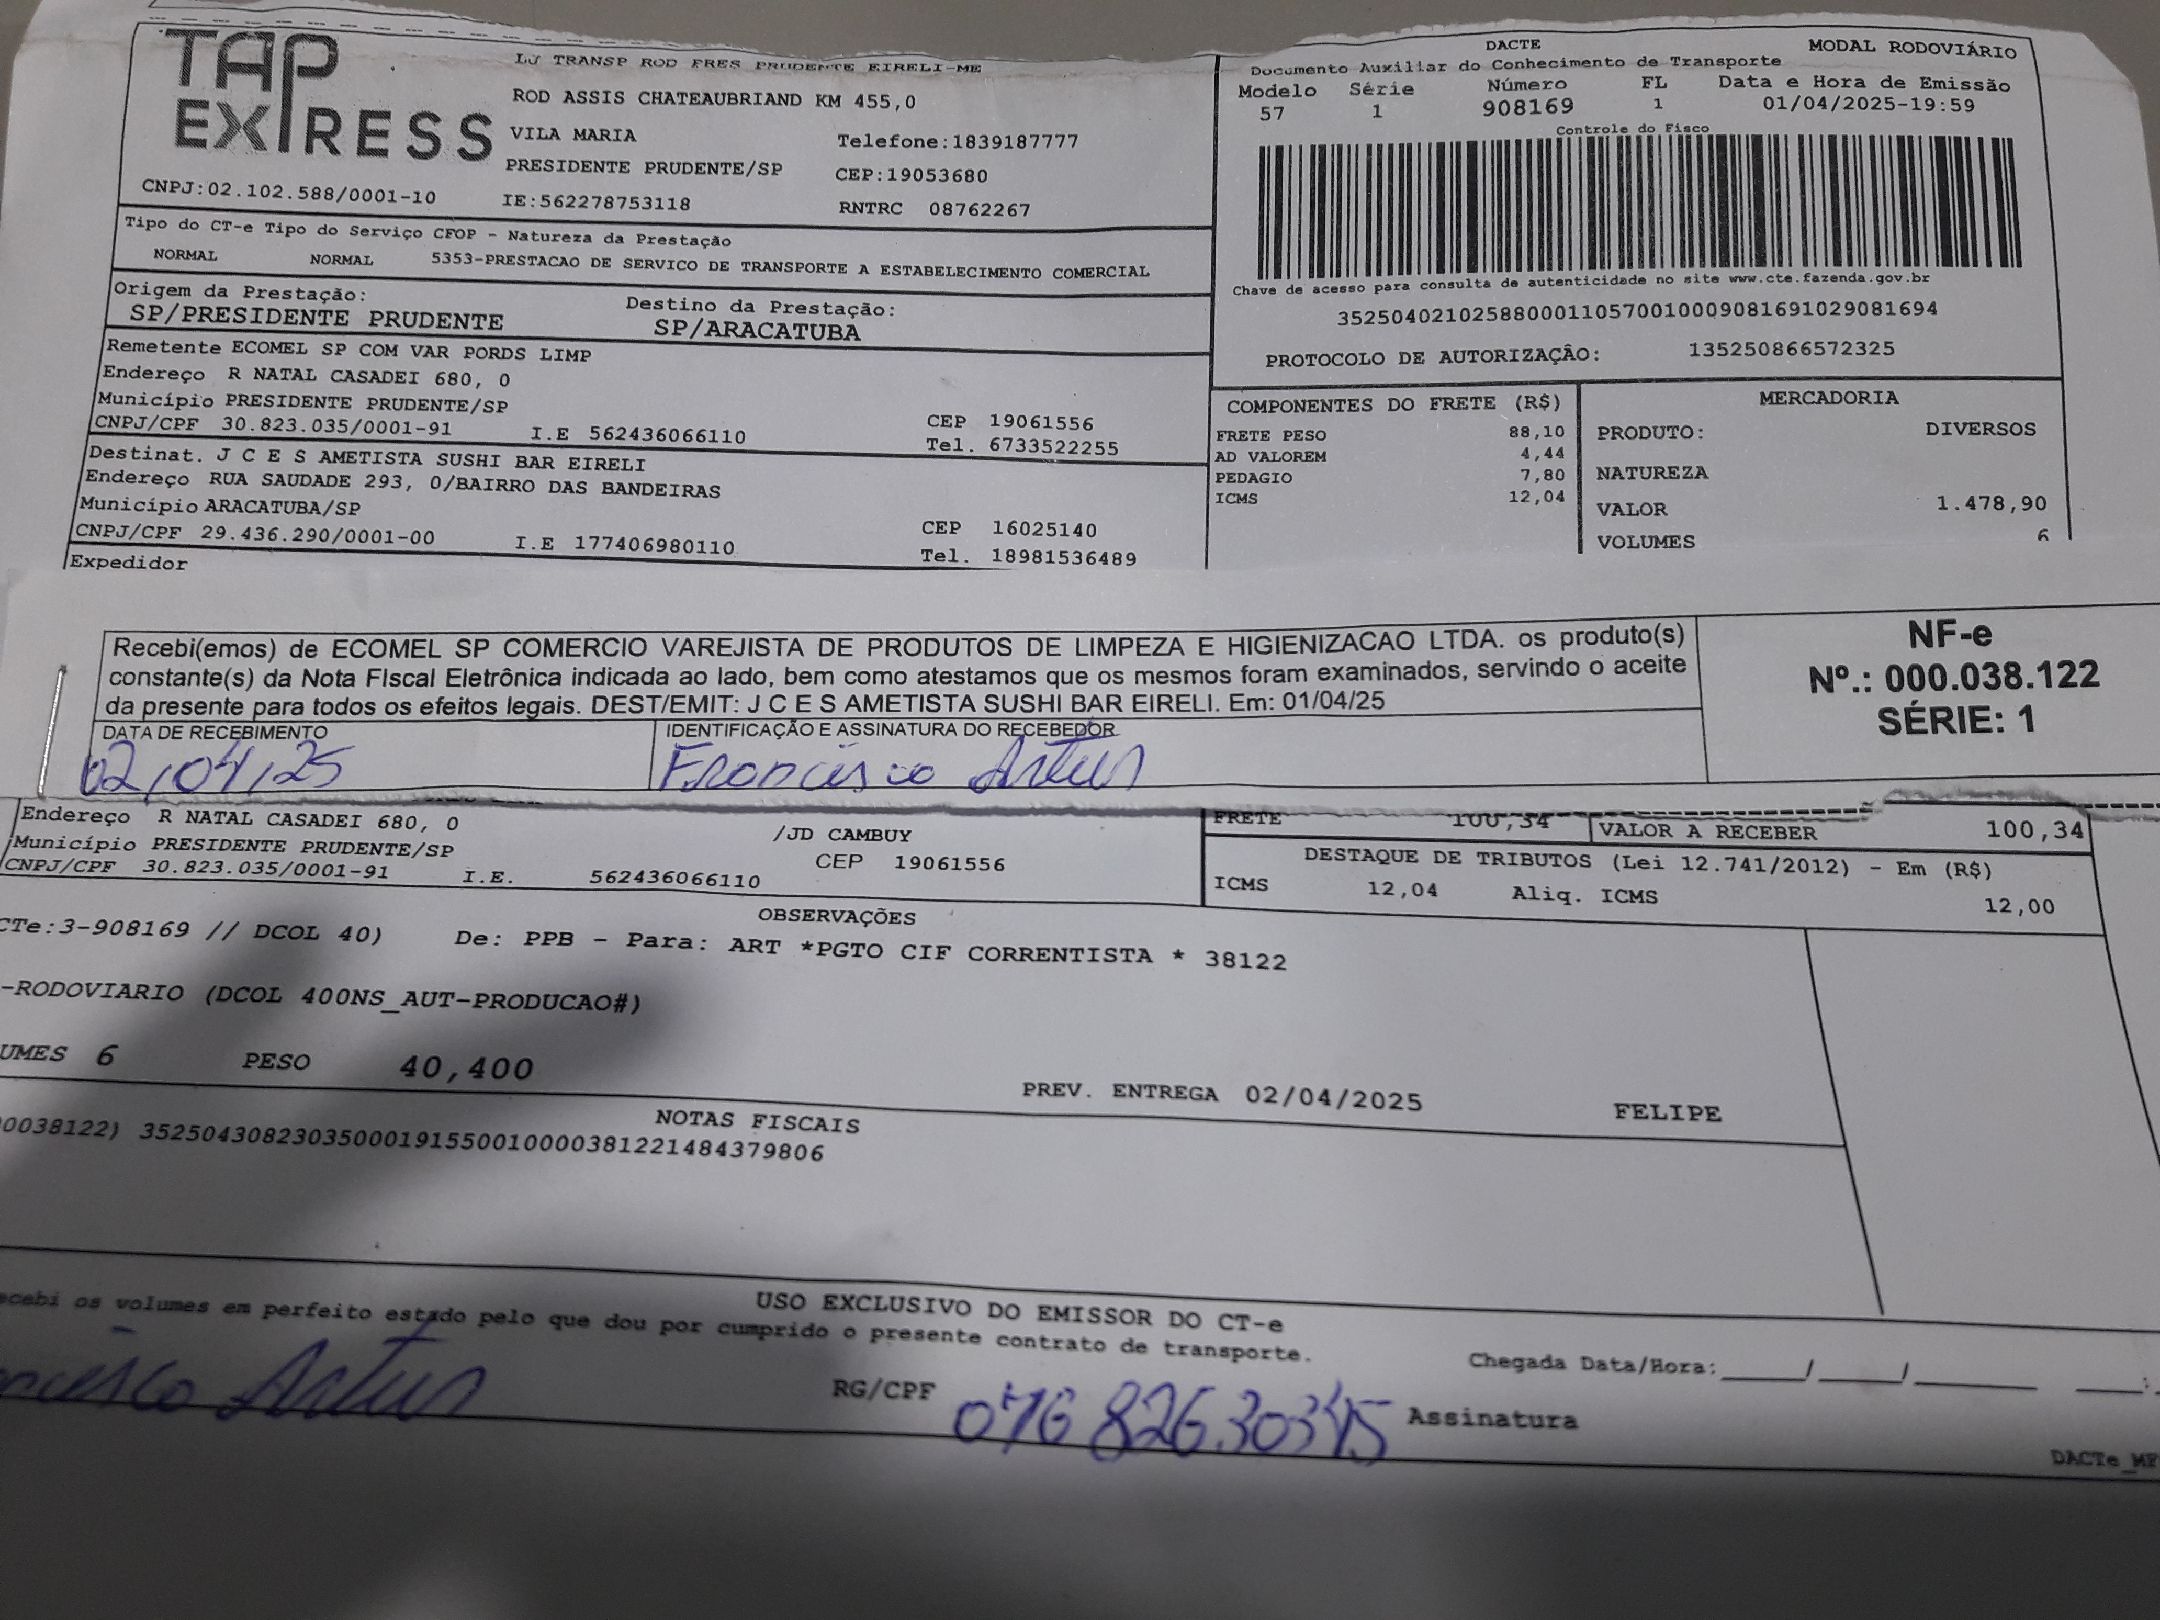 TAP
EXPRESS
LJ TRANSP ROD FRES PRUDENTE EIRELI-ME
ROD ASSIS CHATEAUBRIAND KM 455,0
VILA MARIA Telefone:1839187777
PRESIDENTE PRUDENTE/SP CEP:19053680
CNPJ:02.102.588/0001-10 IE:562278753118 RNTRC 08762267
DACTE MODAL RODOVIÁRIO
Documento Auxiliar do Conhecimento de Transporte
Modelo Série Número FL Data e Hora de Emissão
57 1 908169 1 01/04/2025-19:59
Controle do Fisco
Chave de acesso para consulta de autenticidade no site www.cte.fazenda.gov.br
35250402102588000110570010009081691029081694
PROTOCOLO DE AUTORIZAÇÂO: 135250866572325
Tipo do CT-e Tipo do Serviço CFOP - Natureza da Prestação
NORMAL NORMAL 5353-PRESTACAO DE SERVICO DE TRANSPORTE A ESTABELECIMENTO COMERCIAL
Origem da Prestação: Destino da Prestação:
SP/PRESIDENTE PRUDENTE SP/ARACATUBA
Remetente ECOMEL SP COM VAR PORDS LIMP
Endereço R NATAL CASADEI 680, 0
Município PRESIDENTE PRUDENTE/SP CEP 19061556
CNPJ/CPF 30.823.035/0001-91 I.E 562436066110 Tel. 6733522255
Destinat. J C E S AMETISTA SUSHI BAR EIRELI
Endereço RUA SAUDADE 293, 0/BAIRRO DAS BANDEIRAS
Município ARACATUBA/SP CEP 16025140
CNPJ/CPF 29.436.290/0001-00 I.E 177406980110 Tel. 18981536489
Expedidor
COMPONENTES DO FRETE (R$)
FRETE PESO 88,10
AD VALOREM 4,44
PEDAGIO 7,80
ICMS 12,04
MERCADORIA
PRODUTO: DIVERSOS
NATUREZA
VALOR 1.478,90
VOLUMES 6
Recebi(emos) de ECOMEL SP COMERCIO VAREJISTA DE PRODUTOS DE LIMPEZA E HIGIENIZACAO LTDA. os produto(s)
constante(s) da Nota Fiscal Eletrônica indicada ao lado, bem como atestamos que os mesmos foram examinados, servindo o aceite
da presente para todos os efeitos legais. DEST/EMIT: J C E S AMETISTA SUSHI BAR EIRELI. Em: 01/04/25
DATA DE RECEBIMENTO IDENTIFICAÇÃO E ASSINATURA DO RECEBEDOR
02/04/25 Francisco Artur
NF-e
Nº.: 000.038.122
SÉRIE: 1
Endereço R NATAL CASADEI 680, 0 /JD CAMBUY
Município PRESIDENTE PRUDENTE/SP CEP 19061556
CNPJ/CPF 30.823.035/0001-91 I.E. 562436066110
FRETE 100,34 VALOR A RECEBER 100,34
DESTAQUE DE TRIBUTOS (Lei 12.741/2012) - Em (R$)
ICMS 12,04 Aliq. ICMS 12,00
OBSERVAÇÕES
CTe:3-908169 // DCOL 40) De: PPB - Para: ART *PGTO CIF CORRENTISTA * 38122
-RODOVIARIO (DCOL 400NS_AUT-PRODUCAO#)
UMES 6 PESO 40,400
PREV. ENTREGA 02/04/2025 FELIPE
NOTAS FISCAIS
00038122) 35250430823035000191550010000381221484379806
USO EXCLUSIVO DO EMISSOR DO CT-e
ecebi os volumes em perfeito estado pelo que dou por cumprido o presente contrato de transporte.
Chegada Data/Hora:_____/_____/_______ ____:
ncisco Artur RG/CPF 076 82630345 Assinatura
DACTe_MF